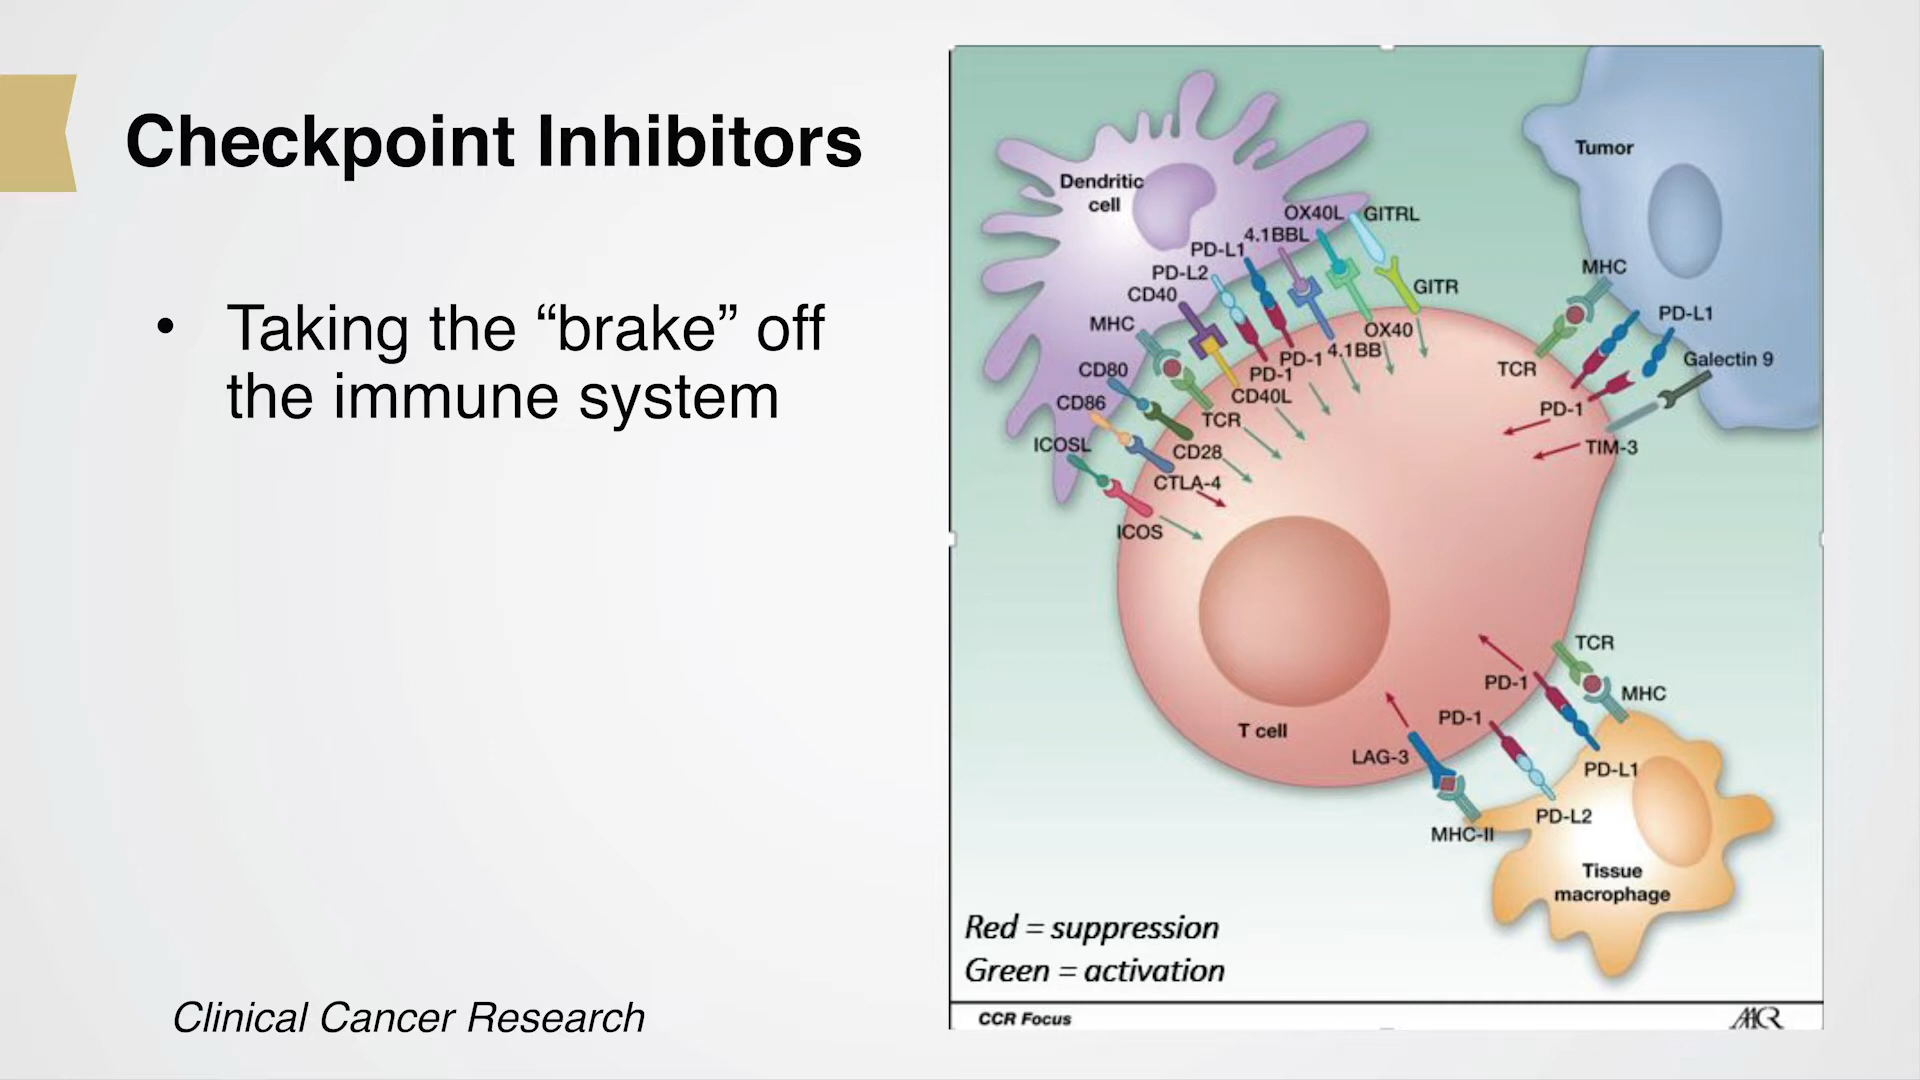 Checkpoint Inhibitors
• Taking the “brake” off
the immune system
Clinical Cancer Research
Dendritic
cell
Tumor
OX40L
GITRL
4.1BBL
PD-L1
PD-L2
CD40
MHC
CD80
CD86
ICOSL
GITR
OX40
4.1BB
PD-1
PD-1
CD40L
TCR
CD28
CTLA-4
ICOS
MHC
PD-L1
Galectin 9
TCR
PD-1
TIM-3
T cell
TCR
PD-1
MHC
PD-1
LAG-3
PD-L1
PD-L2
MHC-II
Tissue
macrophage
Red = suppression
Green = activation
CCR Focus
AACR